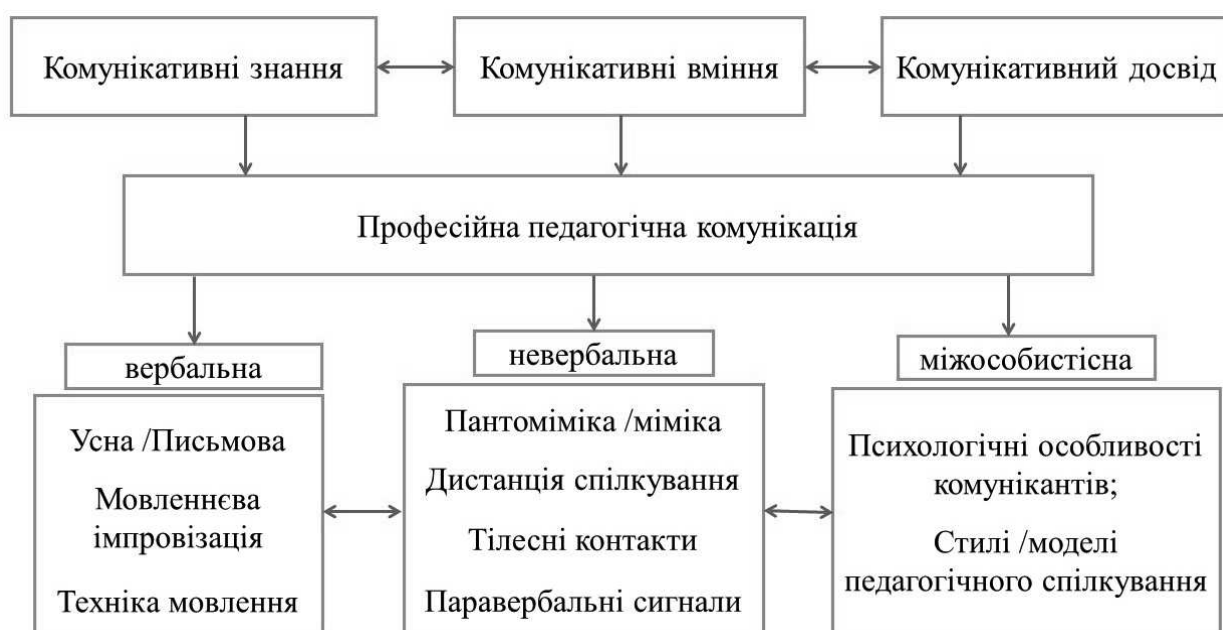 Комунікативні знання
Комунікативні вміння
Комунікативний досвід
Професійна педагогічна комунікація
вербальна
невербальна
міжособистісна
Усна /Письмова
Мовленнєва
імпровізація
Техніка мовлення
Пантоміміка /міміка
Дистанція спілкування
Тілесні контакти
Паравербальні сигнали
Психологічні особливості
комунікантів;
Стилі /моделі
педагогічного спілкування